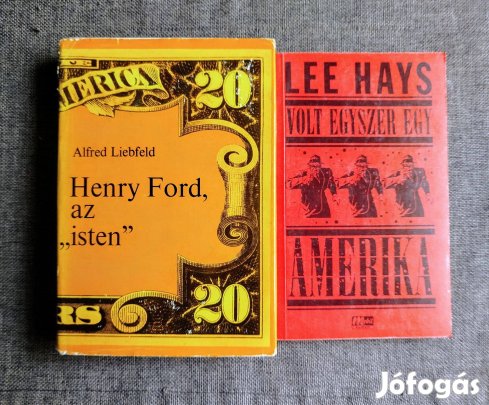 AMERICA
20
Alfred Liebfeld
Henry Ford,
az
„isten”
20
RS
LEE HAYS
VOLT EGYSZER EGY
AMERIKA
Jófogás